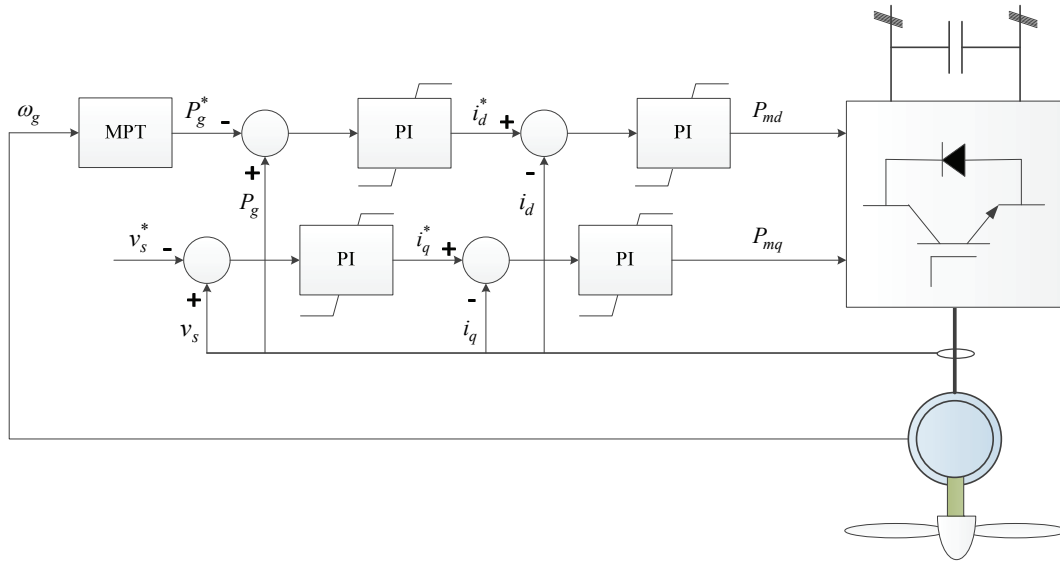 ω_g
MPT
P_g^*
-
+
P_g
PI
i_d^*
+
-
i_d
PI
P_md
v_s^*
-
+
v_s
PI
i_q^*
+
-
i_q
PI
P_mq